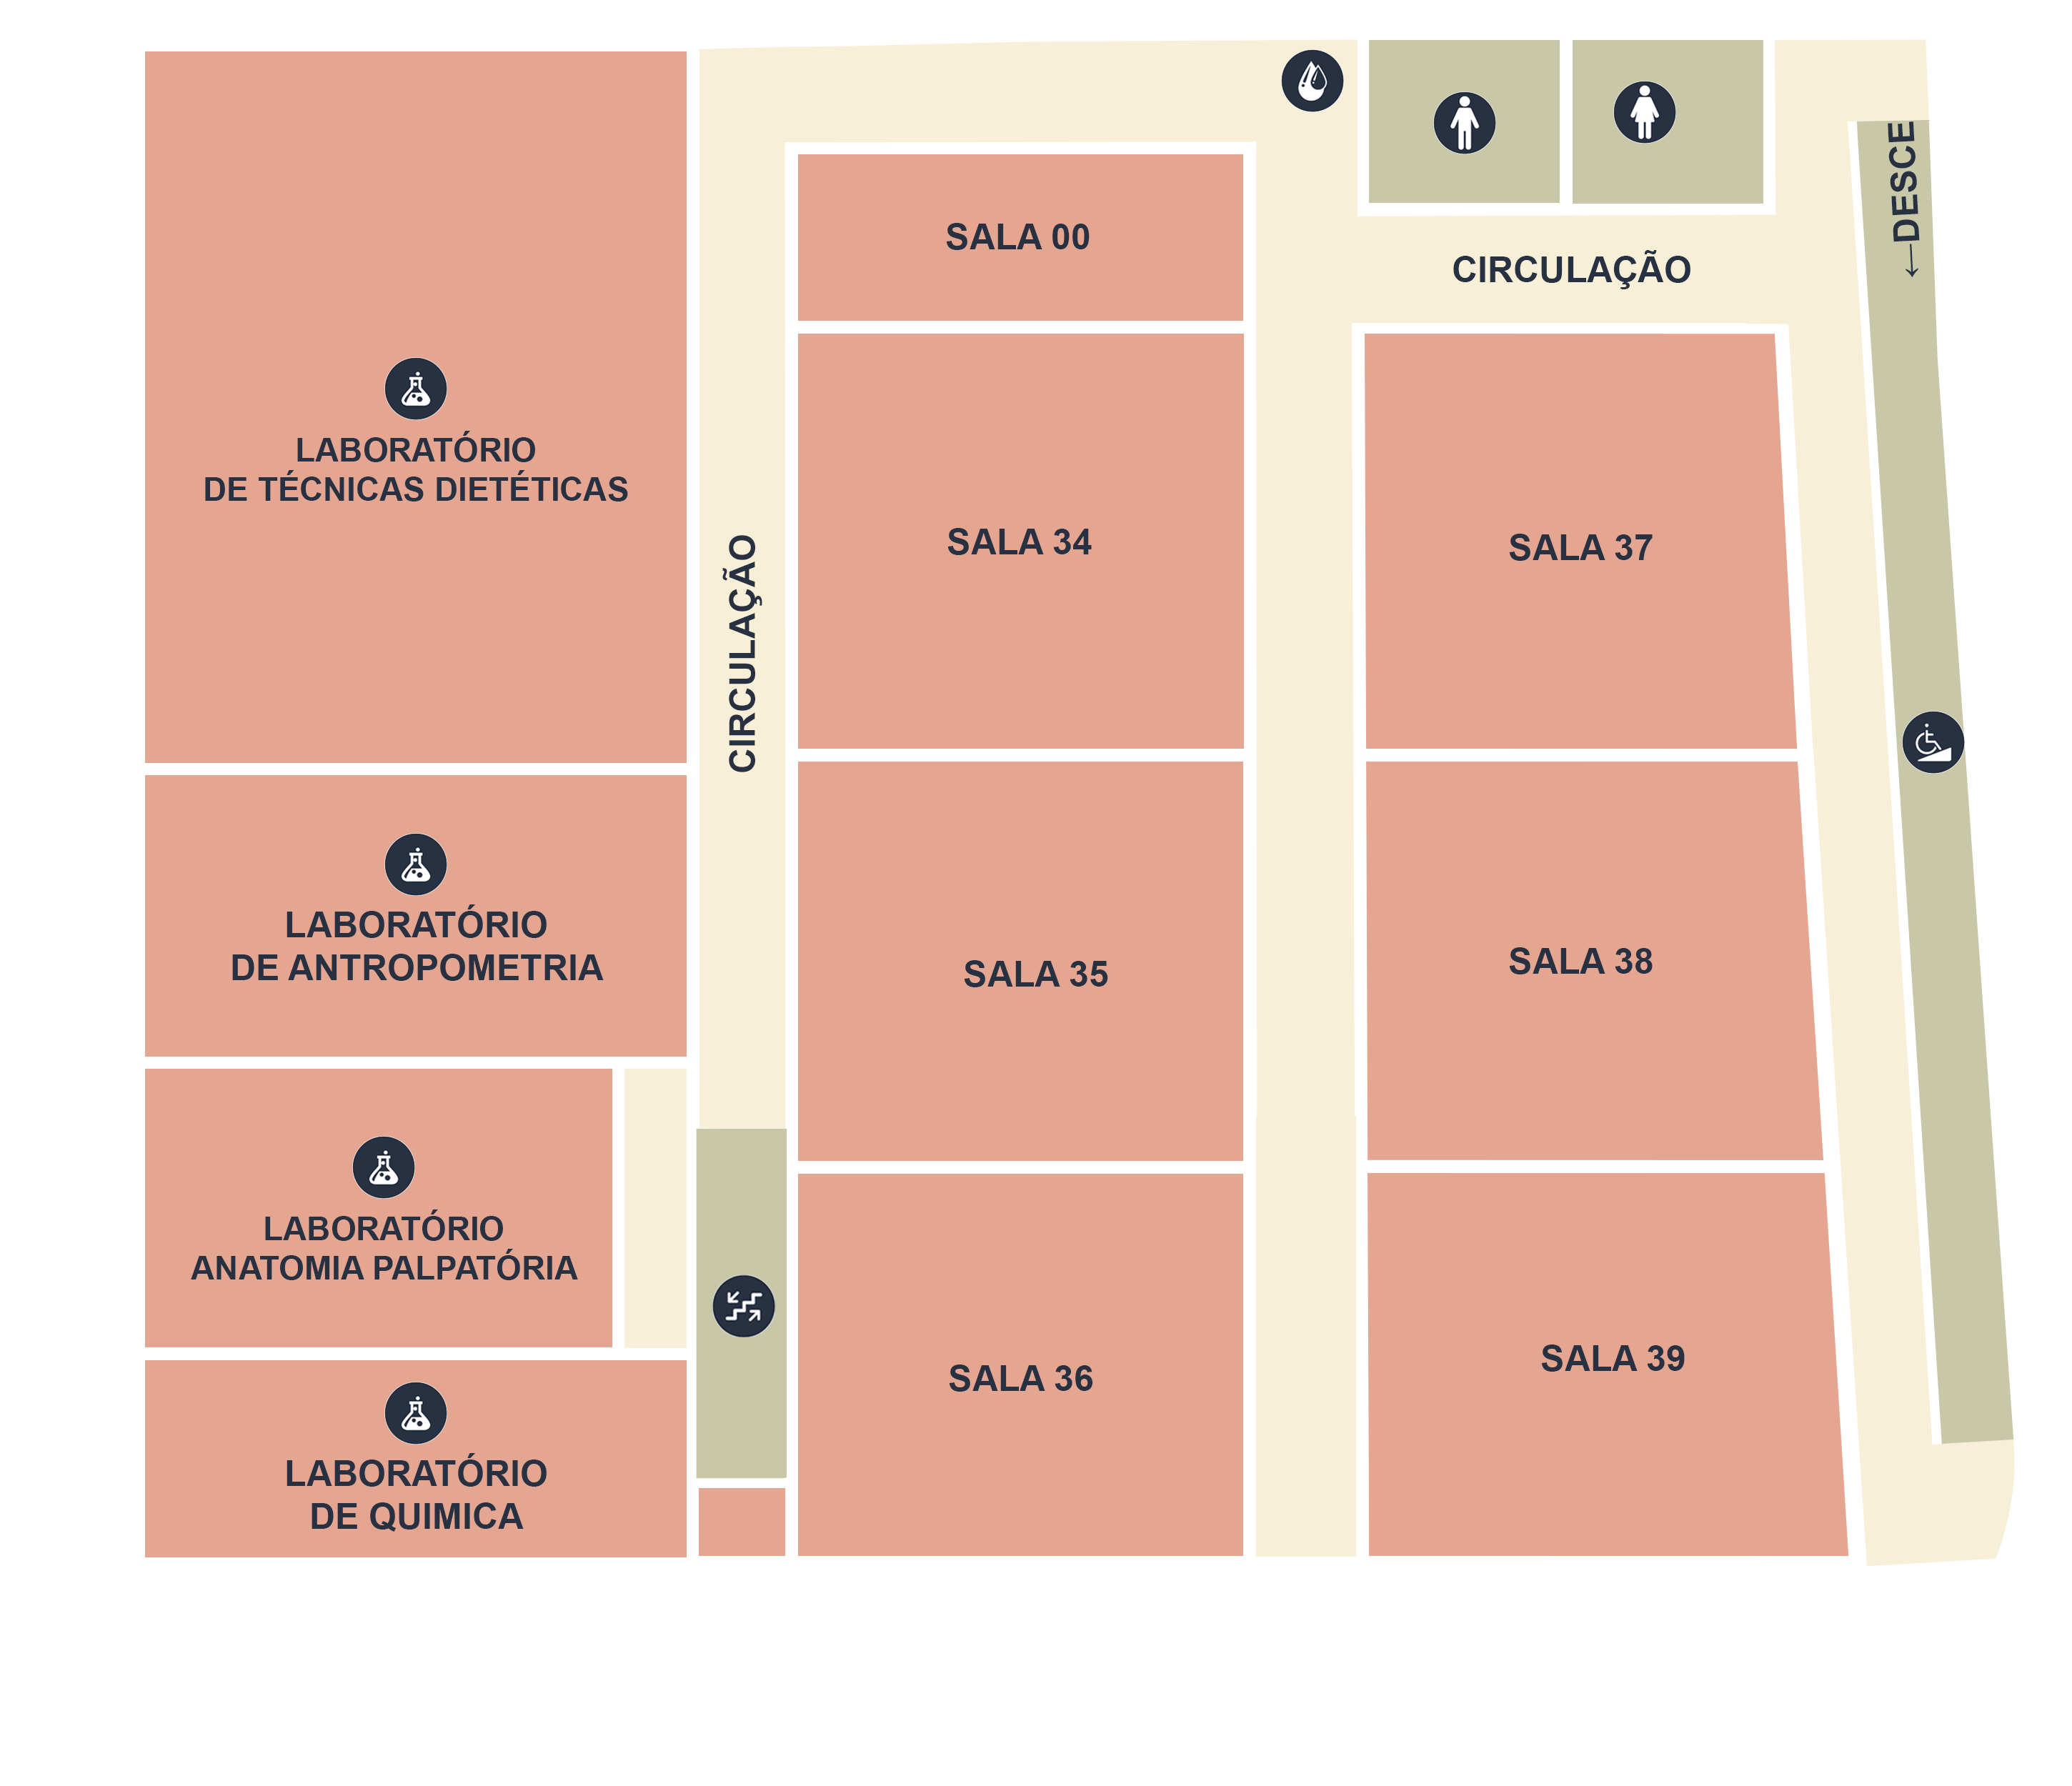 LABORATÓRIO
DE TÉCNICAS DIETÉTICAS
LABORATÓRIO
DE ANTROPOMETRIA
LABORATÓRIO
ANATOMIA PALPATÓRIA
LABORATÓRIO
DE QUIMICA
CIRCULAÇÃO
SALA 00
SALA 34
SALA 35
SALA 36
CIRCULAÇÃO
SALA 37
SALA 38
SALA 39
←DESCE